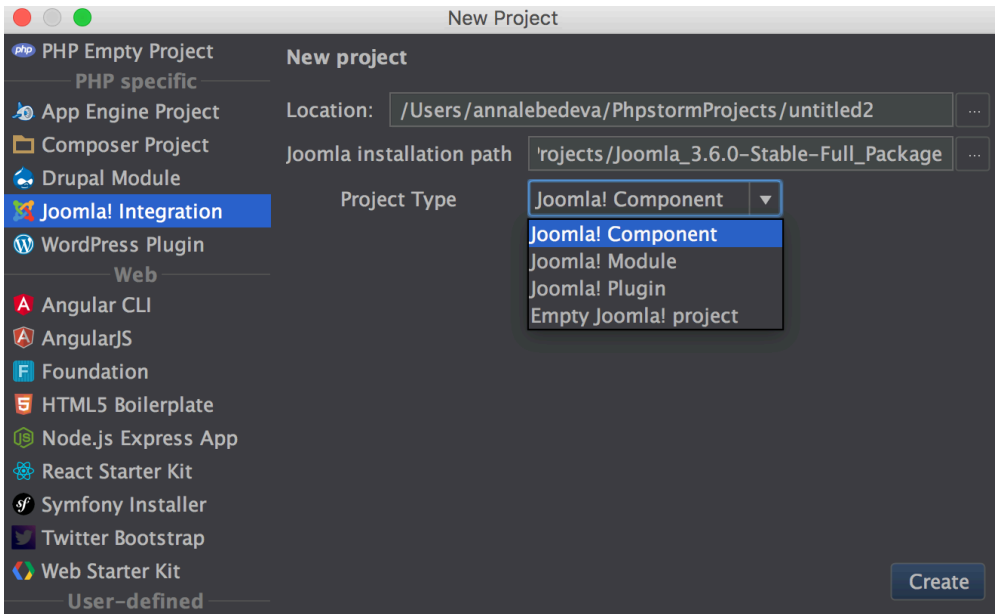 New Project
PHP Empty Project
PHP specific
App Engine Project
Composer Project
Drupal Module
Joomla! Integration
WordPress Plugin
Web
Angular CLI
AngularJS
Foundation
HTML5 Boilerplate
Node.js Express App
React Starter Kit
Symfony Installer
Twitter Bootstrap
Web Starter Kit
User-defined
New project
Location: /Users/annalebedeva/PhpstormProjects/untitled2 ...
Joomla installation path rojects/Joomla_3.6.0-Stable-Full_Package ...
Project Type Joomla! Component
Joomla! Component
Joomla! Module
Joomla! Plugin
Empty Joomla! project
Create